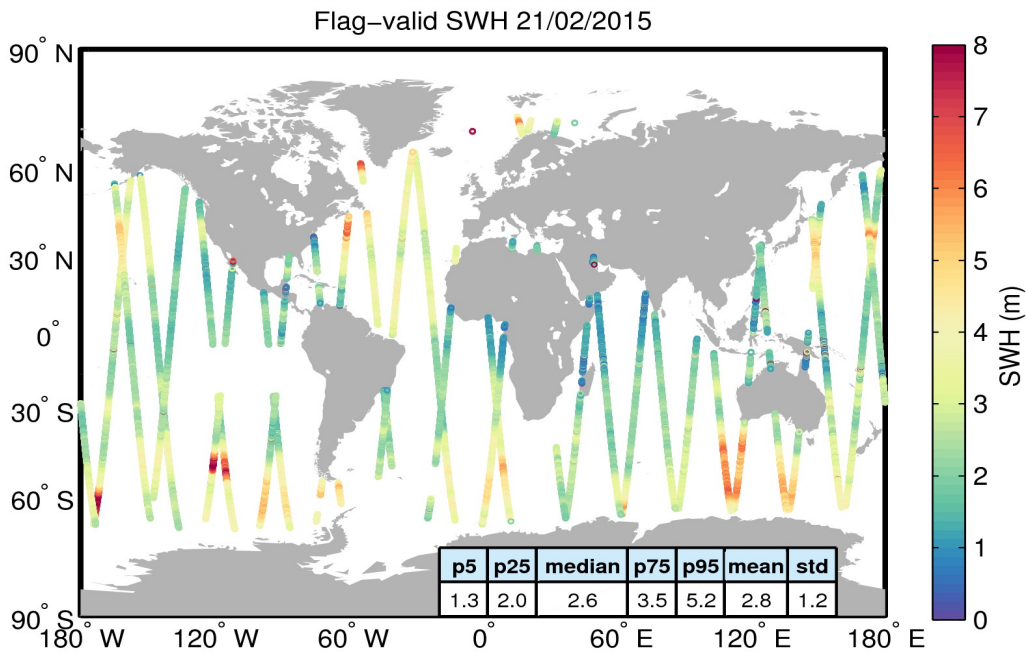 Flag−valid SWH 21/02/2015
90° N
60° N
30° N
0°
30° S
60° S
90° S
180° W
120° W
60° W
0°
60° E
120° E
180° E
p5 p25 median p75 p95 mean std
1.3 2.0 2.6 3.5 5.2 2.8 1.2
8
7
6
5
4
3
2
1
0
SWH (m)